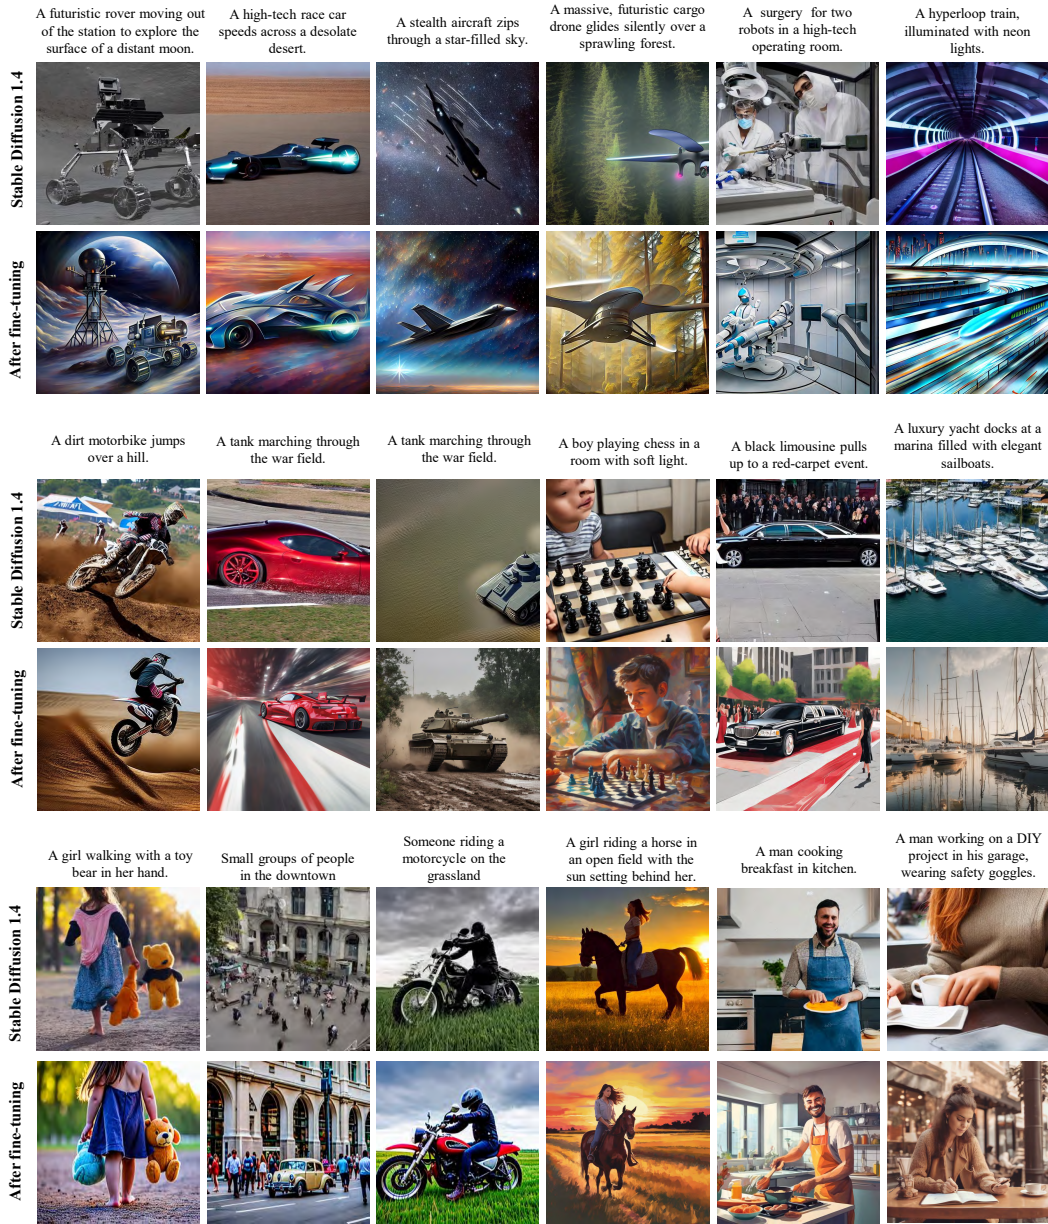 A futuristic rover moving out
of the station to explore the
surface of a distant moon.
A high-tech race car
speeds across a desolate
desert.
A stealth aircraft zips
through a star-filled sky.
A massive, futuristic cargo
drone glides silently over a
sprawling forest.
A surgery for two
robots in a high-tech
operating room.
A hyperloop train,
illuminated with neon
lights.
Stable Diffusion 1.4
After fine-tuning
A dirt motorbike jumps
over a hill.
A tank marching through
the war field.
A tank marching through
the war field.
A boy playing chess in a
room with soft light.
A black limousine pulls
up to a red-carpet event.
A luxury yacht docks at a
marina filled with elegant
sailboats.
Stable Diffusion 1.4
After fine-tuning
A girl walking with a toy
bear in her hand.
Small groups of people
in the downtown
Someone riding a
motorcycle on the
grassland
A girl riding a horse in
an open field with the
sun setting behind her.
A man cooking
breakfast in kitchen.
A man working on a DIY
project in his garage,
wearing safety goggles.
Stable Diffusion 1.4
After fine-tuning